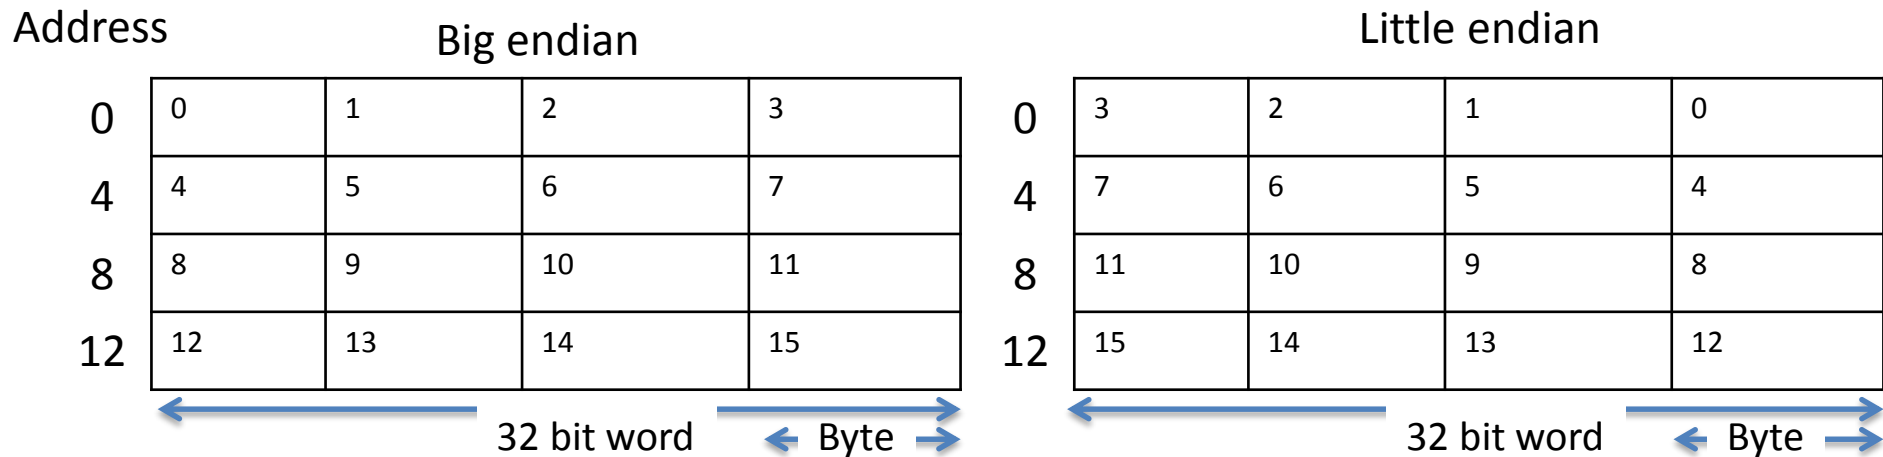 Address Big endian Little endian
0 0 1 2 3 0 3 2 1 0
4 4 5 6 7 4 7 6 5 4
8 8 9 10 11 8 11 10 9 8
12 12 13 14 15 12 15 14 13 12
32 bit word Byte 32 bit word Byte